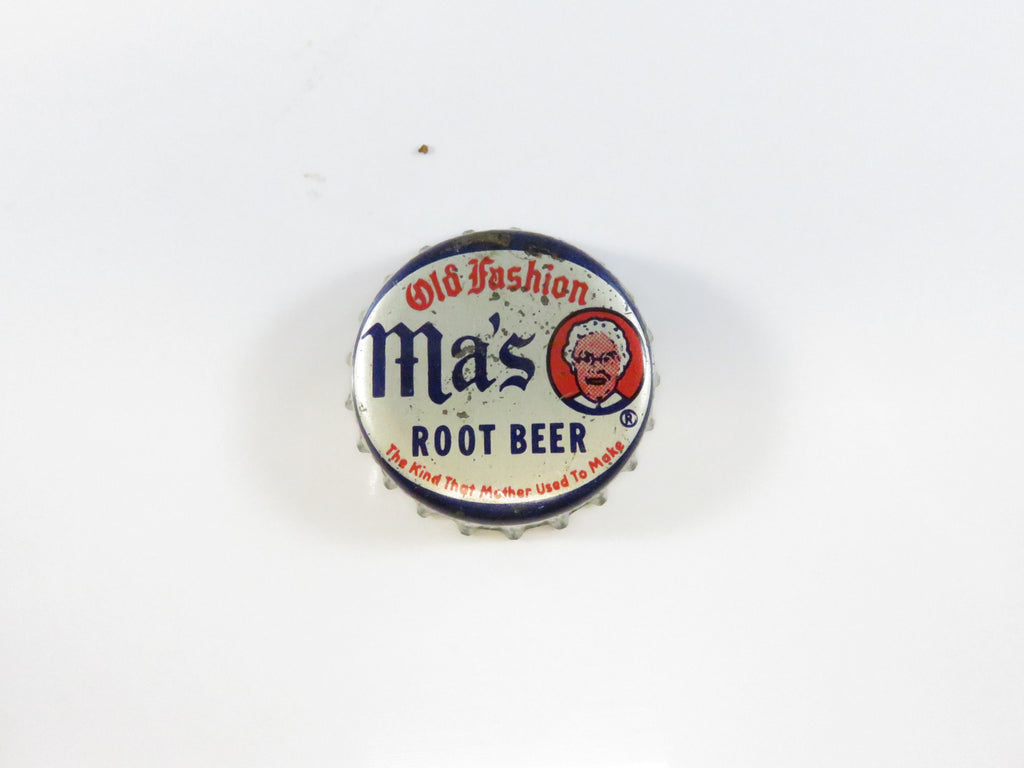 Old Fashion
Ma's
ROOT BEER
®
The Kind That Mother Used To Make